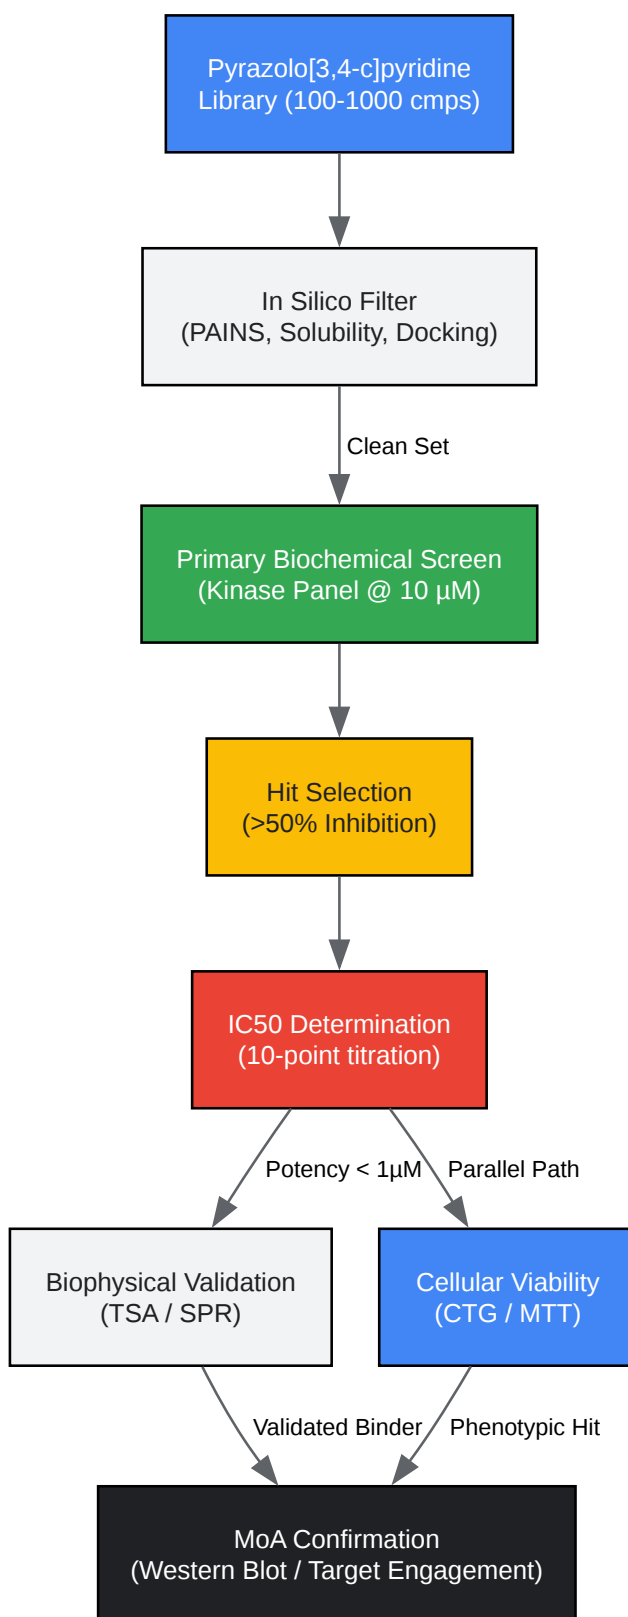 Pyrazolo[3,4-c]pyridine
Library (100-1000 cmps)
In Silico Filter
(PAINS, Solubility, Docking)
Clean Set
Primary Biochemical Screen
(Kinase Panel @ 10 µM)
Hit Selection
(>50% Inhibition)
IC50 Determination
(10-point titration)
Potency < 1µM
Parallel Path
Biophysical Validation
(TSA / SPR)
Cellular Viability
(CTG / MTT)
Validated Binder
Phenotypic Hit
MoA Confirmation
(Western Blot / Target Engagement)